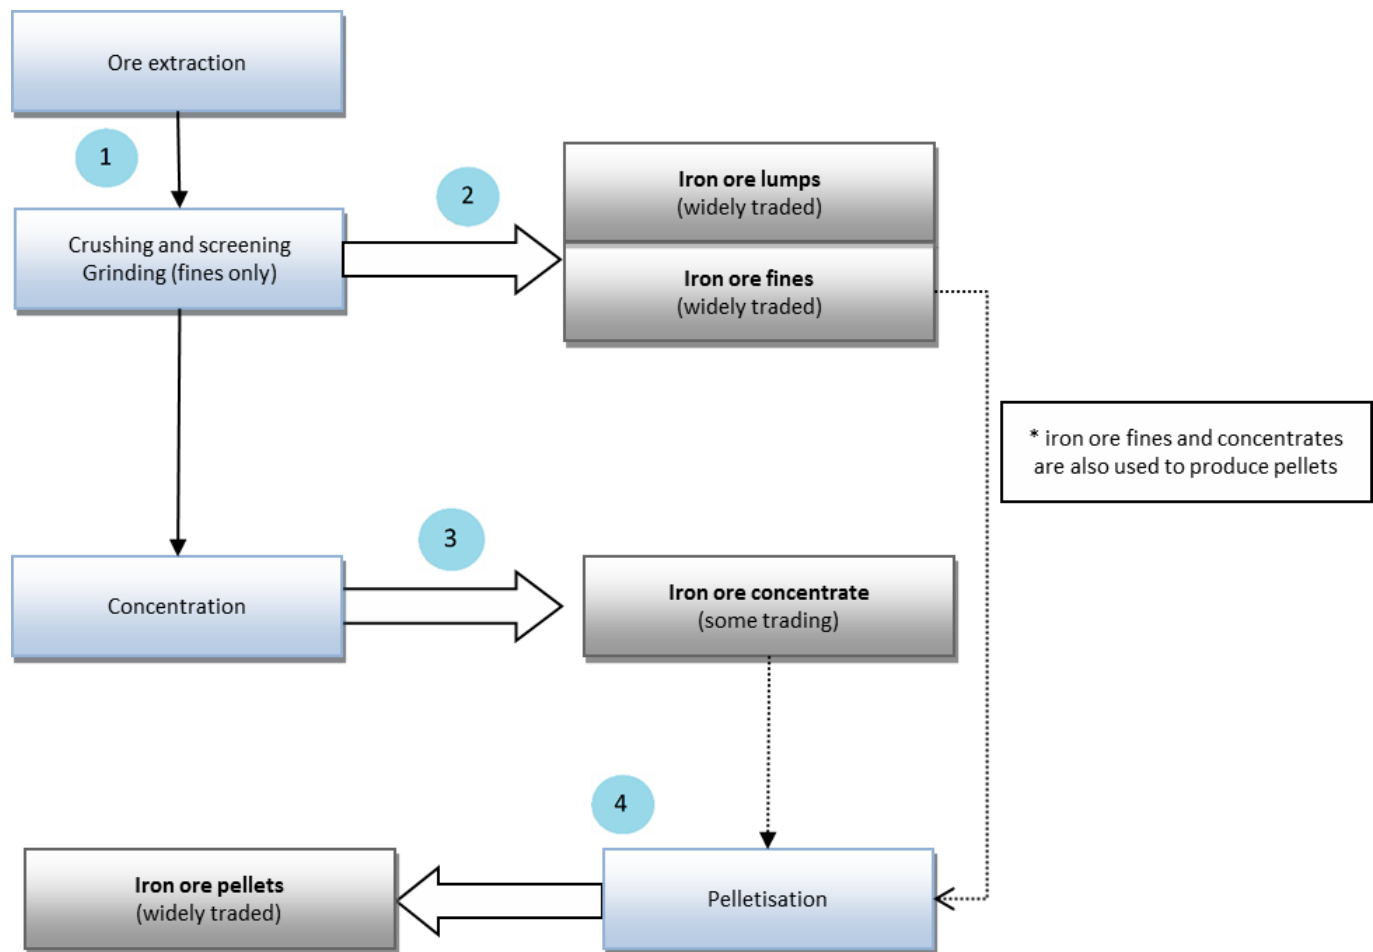 Ore extraction
1
2
Iron ore lumps
(widely traded)
Crushing and screening
Grinding (fines only)
Iron ore fines
(widely traded)
* iron ore fines and concentrates
are also used to produce pellets
3
Concentration
Iron ore concentrate
(some trading)
4
Iron ore pellets
(widely traded)
Pelletisation